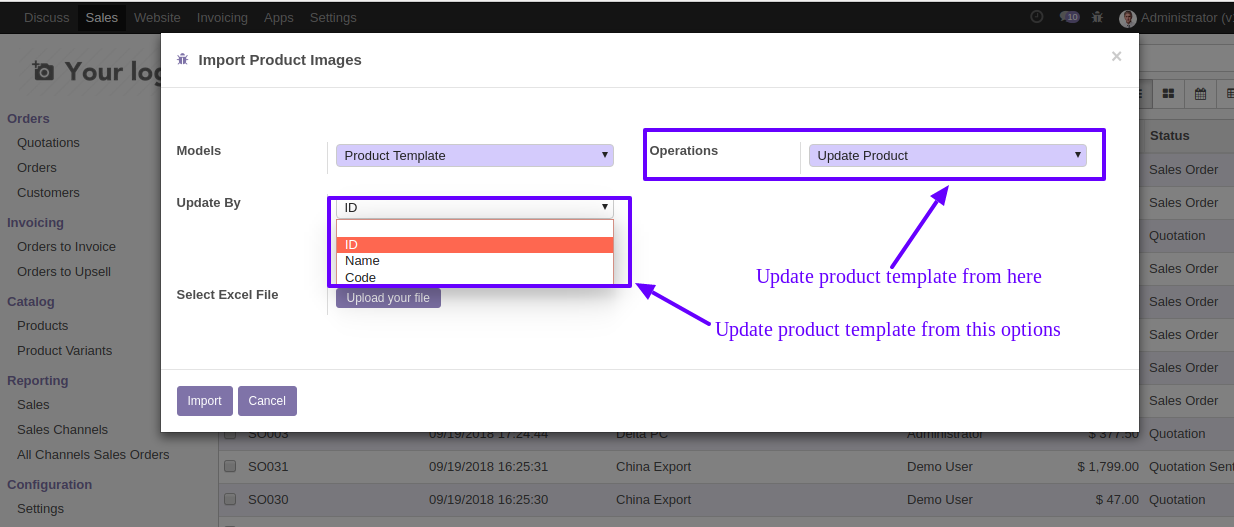 Discuss Sales Website Invoicing Apps Settings 10 Administrator (v.
Import Product Images ×
Your log
Orders
Quotations
Orders
Customers
Invoicing
Orders to Invoice
Orders to Upsell
Catalog
Products
Product Variants
Reporting
Sales
Sales Channels
All Channels Sales Orders
Configuration
Settings
Models Product Template Operations Update Product
Update By ID
ID
Name
Code
Select Excel File Upload your file
Update product template from here
Update product template from this options
Import Cancel
Status
Sales Order
Sales Order
Quotation
Sales Order
Sales Order
Sales Order
Sales Order
Sales Order
SO003 09/19/2018 17:24:44 Delta PC Administrator $ 377.50 Quotation
SO031 09/19/2018 16:25:31 China Export Demo User $ 1,799.00 Quotation Sent
SO030 09/19/2018 16:25:30 China Export Demo User $ 47.00 Quotation